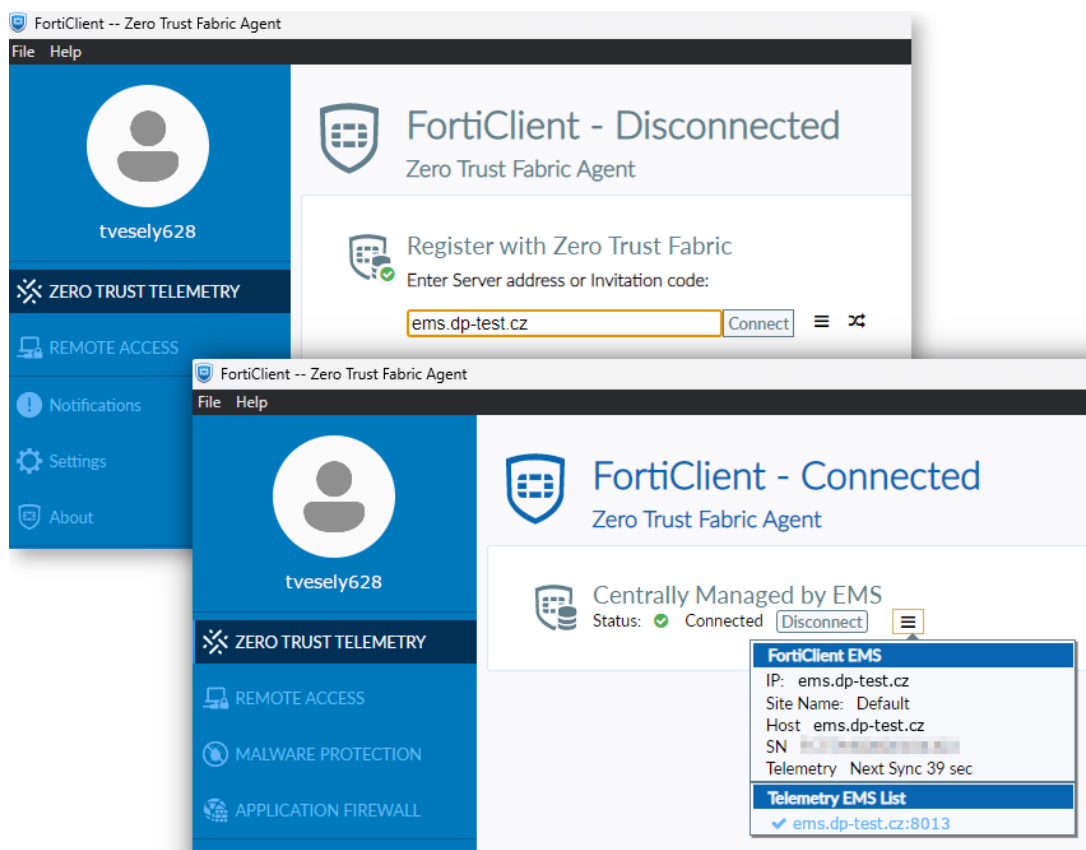 FortiClient -- Zero Trust Fabric Agent
File Help
FortiClient - Disconnected
Zero Trust Fabric Agent
tvesely628
Register with Zero Trust Fabric
Enter Server address or Invitation code:
ems.dp-test.cz Connect
ZERO TRUST TELEMETRY
REMOTE ACCESS
Notifications
Settings
About
FortiClient -- Zero Trust Fabric Agent
File Help
FortiClient - Connected
Zero Trust Fabric Agent
tvesely628
Centrally Managed by EMS
Status: Connected Disconnect
FortiClient EMS
IP: ems.dp-test.cz
Site Name: Default
Host ems.dp-test.cz
SN
Telemetry Next Sync 39 sec
Telemetry EMS List
ems.dp-test.cz:8013
ZERO TRUST TELEMETRY
REMOTE ACCESS
MALWARE PROTECTION
APPLICATION FIREWALL